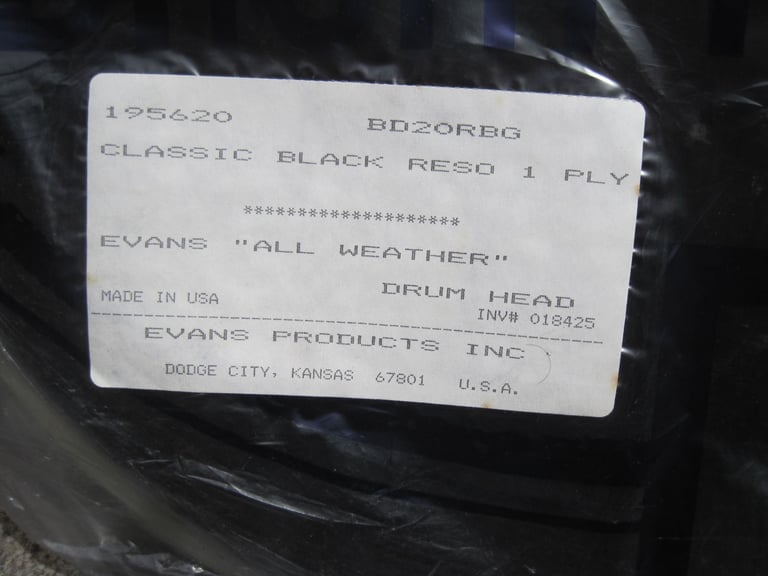 195620 BD20RBG
CLASSIC BLACK RESO 1 PLY
********************
EVANS "ALL WEATHER"
DRUM HEAD
MADE IN USA
INV# 018425
EVANS PRODUCTS INC
DODGE CITY, KANSAS 67801 U.S.A.